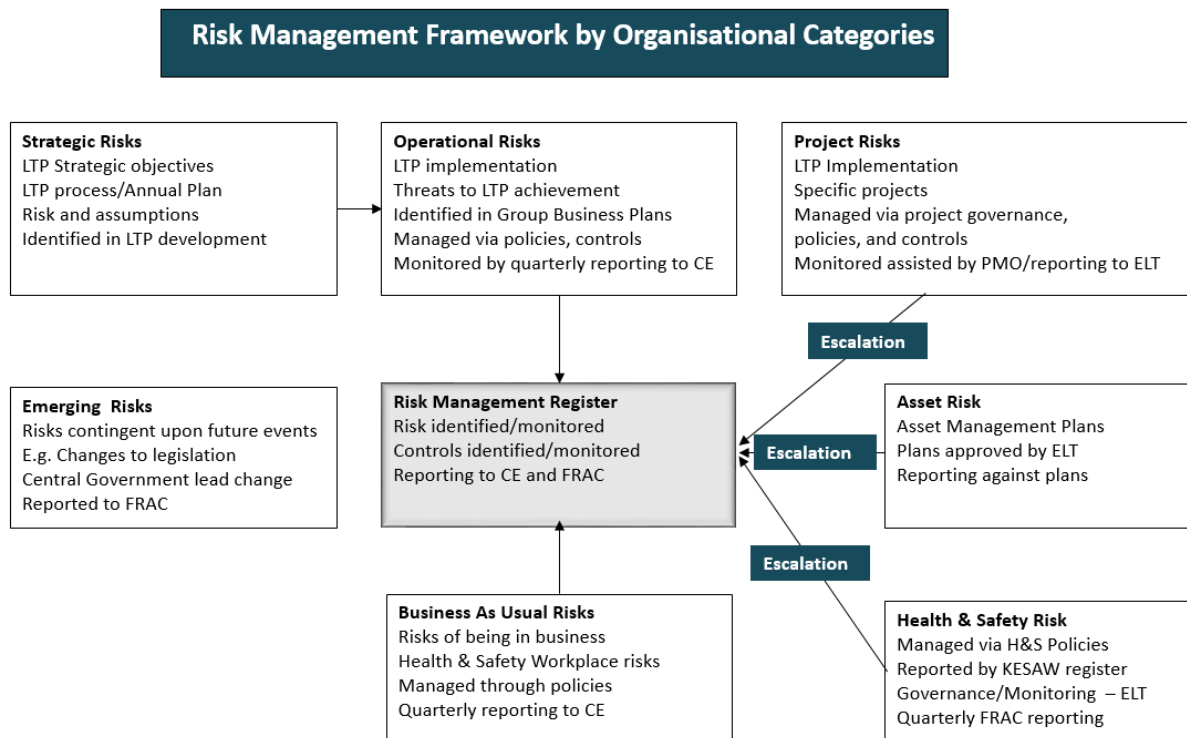 Risk Management Framework by Organisational Categories
Strategic Risks
LTP Strategic objectives
LTP process/Annual Plan
Risk and assumptions
Identified in LTP development
Operational Risks
LTP implementation
Threats to LTP achievement
Identified in Group Business Plans
Managed via policies, controls
Monitored by quarterly reporting to CE
Project Risks
LTP Implementation
Specific projects
Managed via project governance,
policies, and controls
Monitored assisted by PMO/reporting to ELT
Escalation
Emerging  Risks
Risks contingent upon future events
E.g. Changes to legislation
Central Government lead change
Reported to FRAC
Risk Management Register
Risk identified/monitored
Controls identified/monitored
Reporting to CE and FRAC
Escalation
Asset Risk
Asset Management Plans
Plans approved by ELT
Reporting against plans
Escalation
Business As Usual Risks
Risks of being in business
Health & Safety Workplace risks
Managed through policies
Quarterly reporting to CE
Health & Safety Risk
Managed via H&S Policies
Reported by KESAW register
Governance/Monitoring  – ELT
Quarterly FRAC reporting